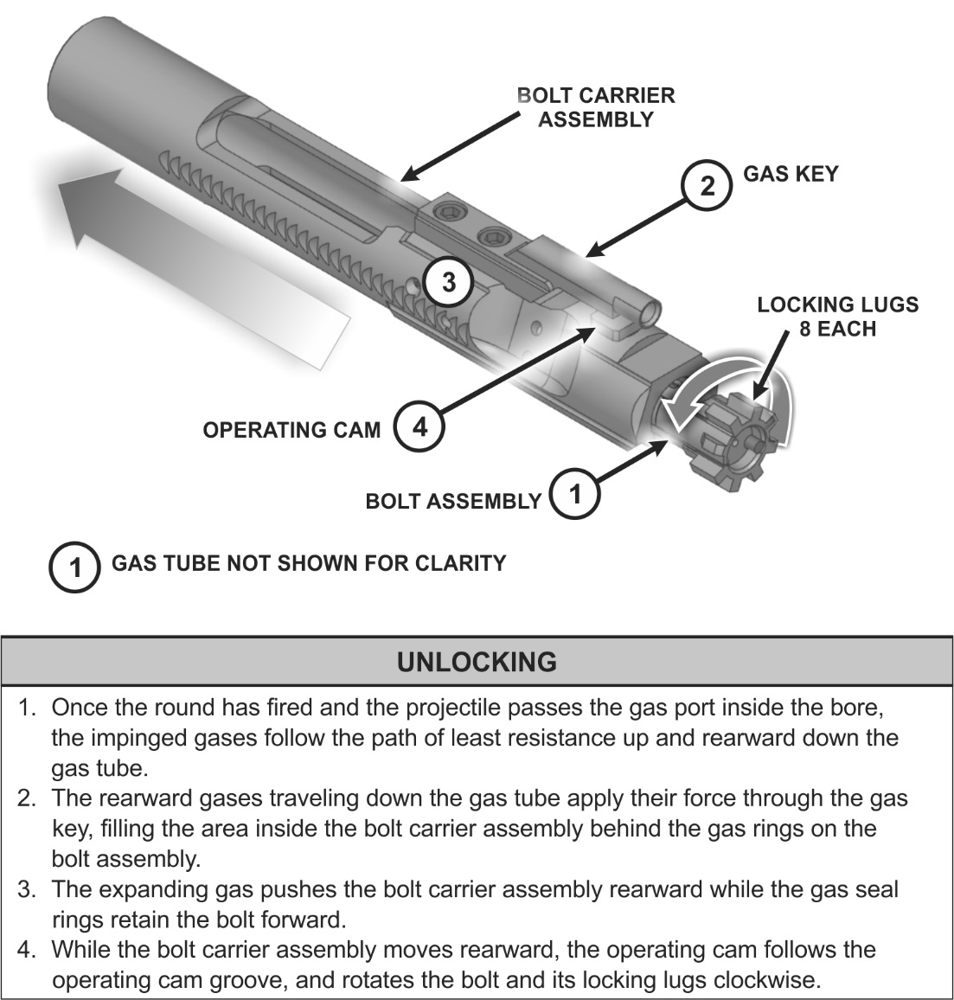 BOLT CARRIER
ASSEMBLY
2
GAS KEY
3
LOCKING LUGS
8 EACH
OPERATING CAM
4
BOLT ASSEMBLY
1
1
GAS TUBE NOT SHOWN FOR CLARITY
UNLOCKING
1. Once the round has fired and the projectile passes the gas port inside the bore,
the impinged gases follow the path of least resistance up and rearward down the
gas tube.
2. The rearward gases traveling down the gas tube apply their force through the gas
key, filling the area inside the bolt carrier assembly behind the gas rings on the
bolt assembly.
3. The expanding gas pushes the bolt carrier assembly rearward while the gas seal
rings retain the bolt forward.
4. While the bolt carrier assembly moves rearward, the operating cam follows the
operating cam groove, and rotates the bolt and its locking lugs clockwise.